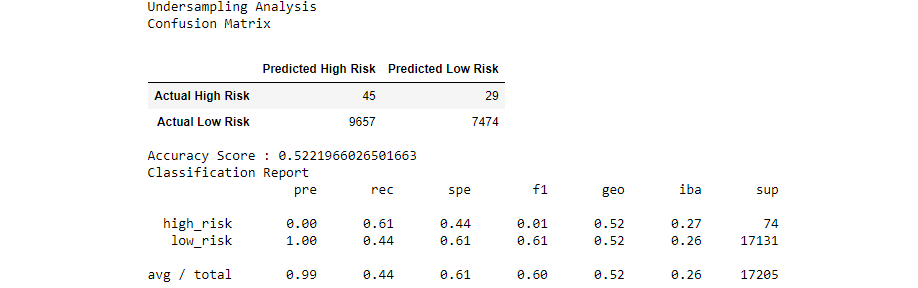 Undersampling Analysis
Confusion Matrix
Predicted High Risk Predicted Low Risk
Actual High Risk 45 29
Actual Low Risk 9657 7474
Accuracy Score : 0.5221966026501663
Classification Report
pre rec spe f1 geo iba sup
high_risk 0.00 0.61 0.44 0.01 0.52 0.27 74
low_risk 1.00 0.44 0.61 0.61 0.52 0.26 17131
avg / total 0.99 0.44 0.61 0.60 0.52 0.26 17205